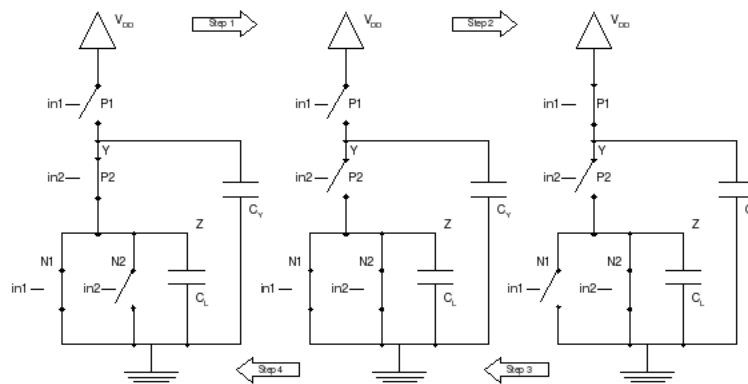 V_DD
Step 1
V_DD
Step 2
V_DD
in1
P1
in1
P1
in1
P1
Y
Y
Y
in2
P2
in2
P2
in2
P2
C_Y
C_Y
C
Z
Z
Z
N1
N2
N1
N2
N1
N2
in1
in2
in1
in2
in1
in2
C_L
C_L
C_L
Step 4
Step 3